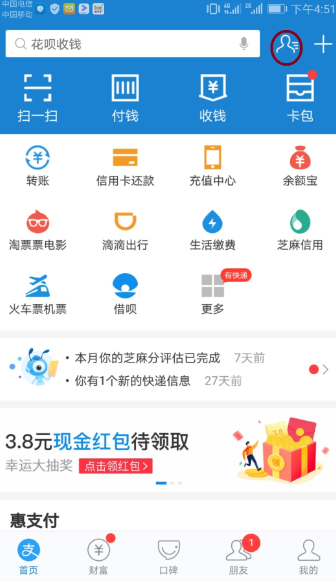 中国电信
中国移动
4G 2G 下午4:51
花呗收钱
扫一扫 付钱 收钱 卡包
转账 信用卡还款 充值中心 余额宝
淘票票电影 滴滴出行 生活缴费 芝麻信用
有快递
火车票机票 借呗 更多
· 本月你的芝麻分评估已完成 7天前
· 你有1个新的快递信息 27天前
3.8元现金红包待领取
幸运大抽奖 点击领红包
惠支付
1
首页 财富 口碑 朋友 我的